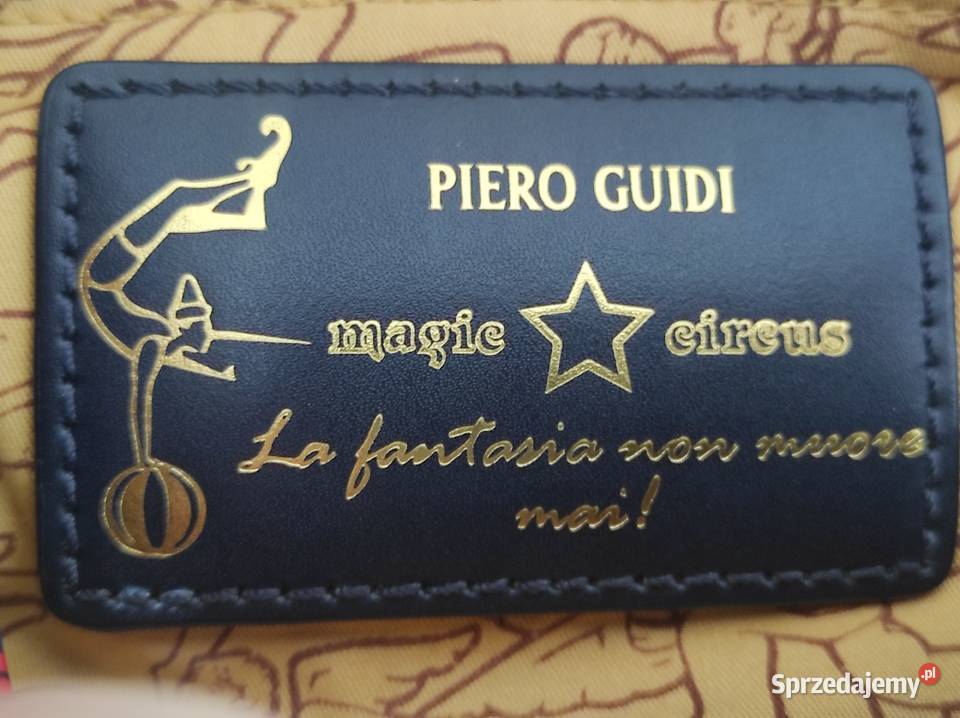 PIERO GUIDI
magic circus
La fantasia non muore
mai!
Sprzedajemy.pl